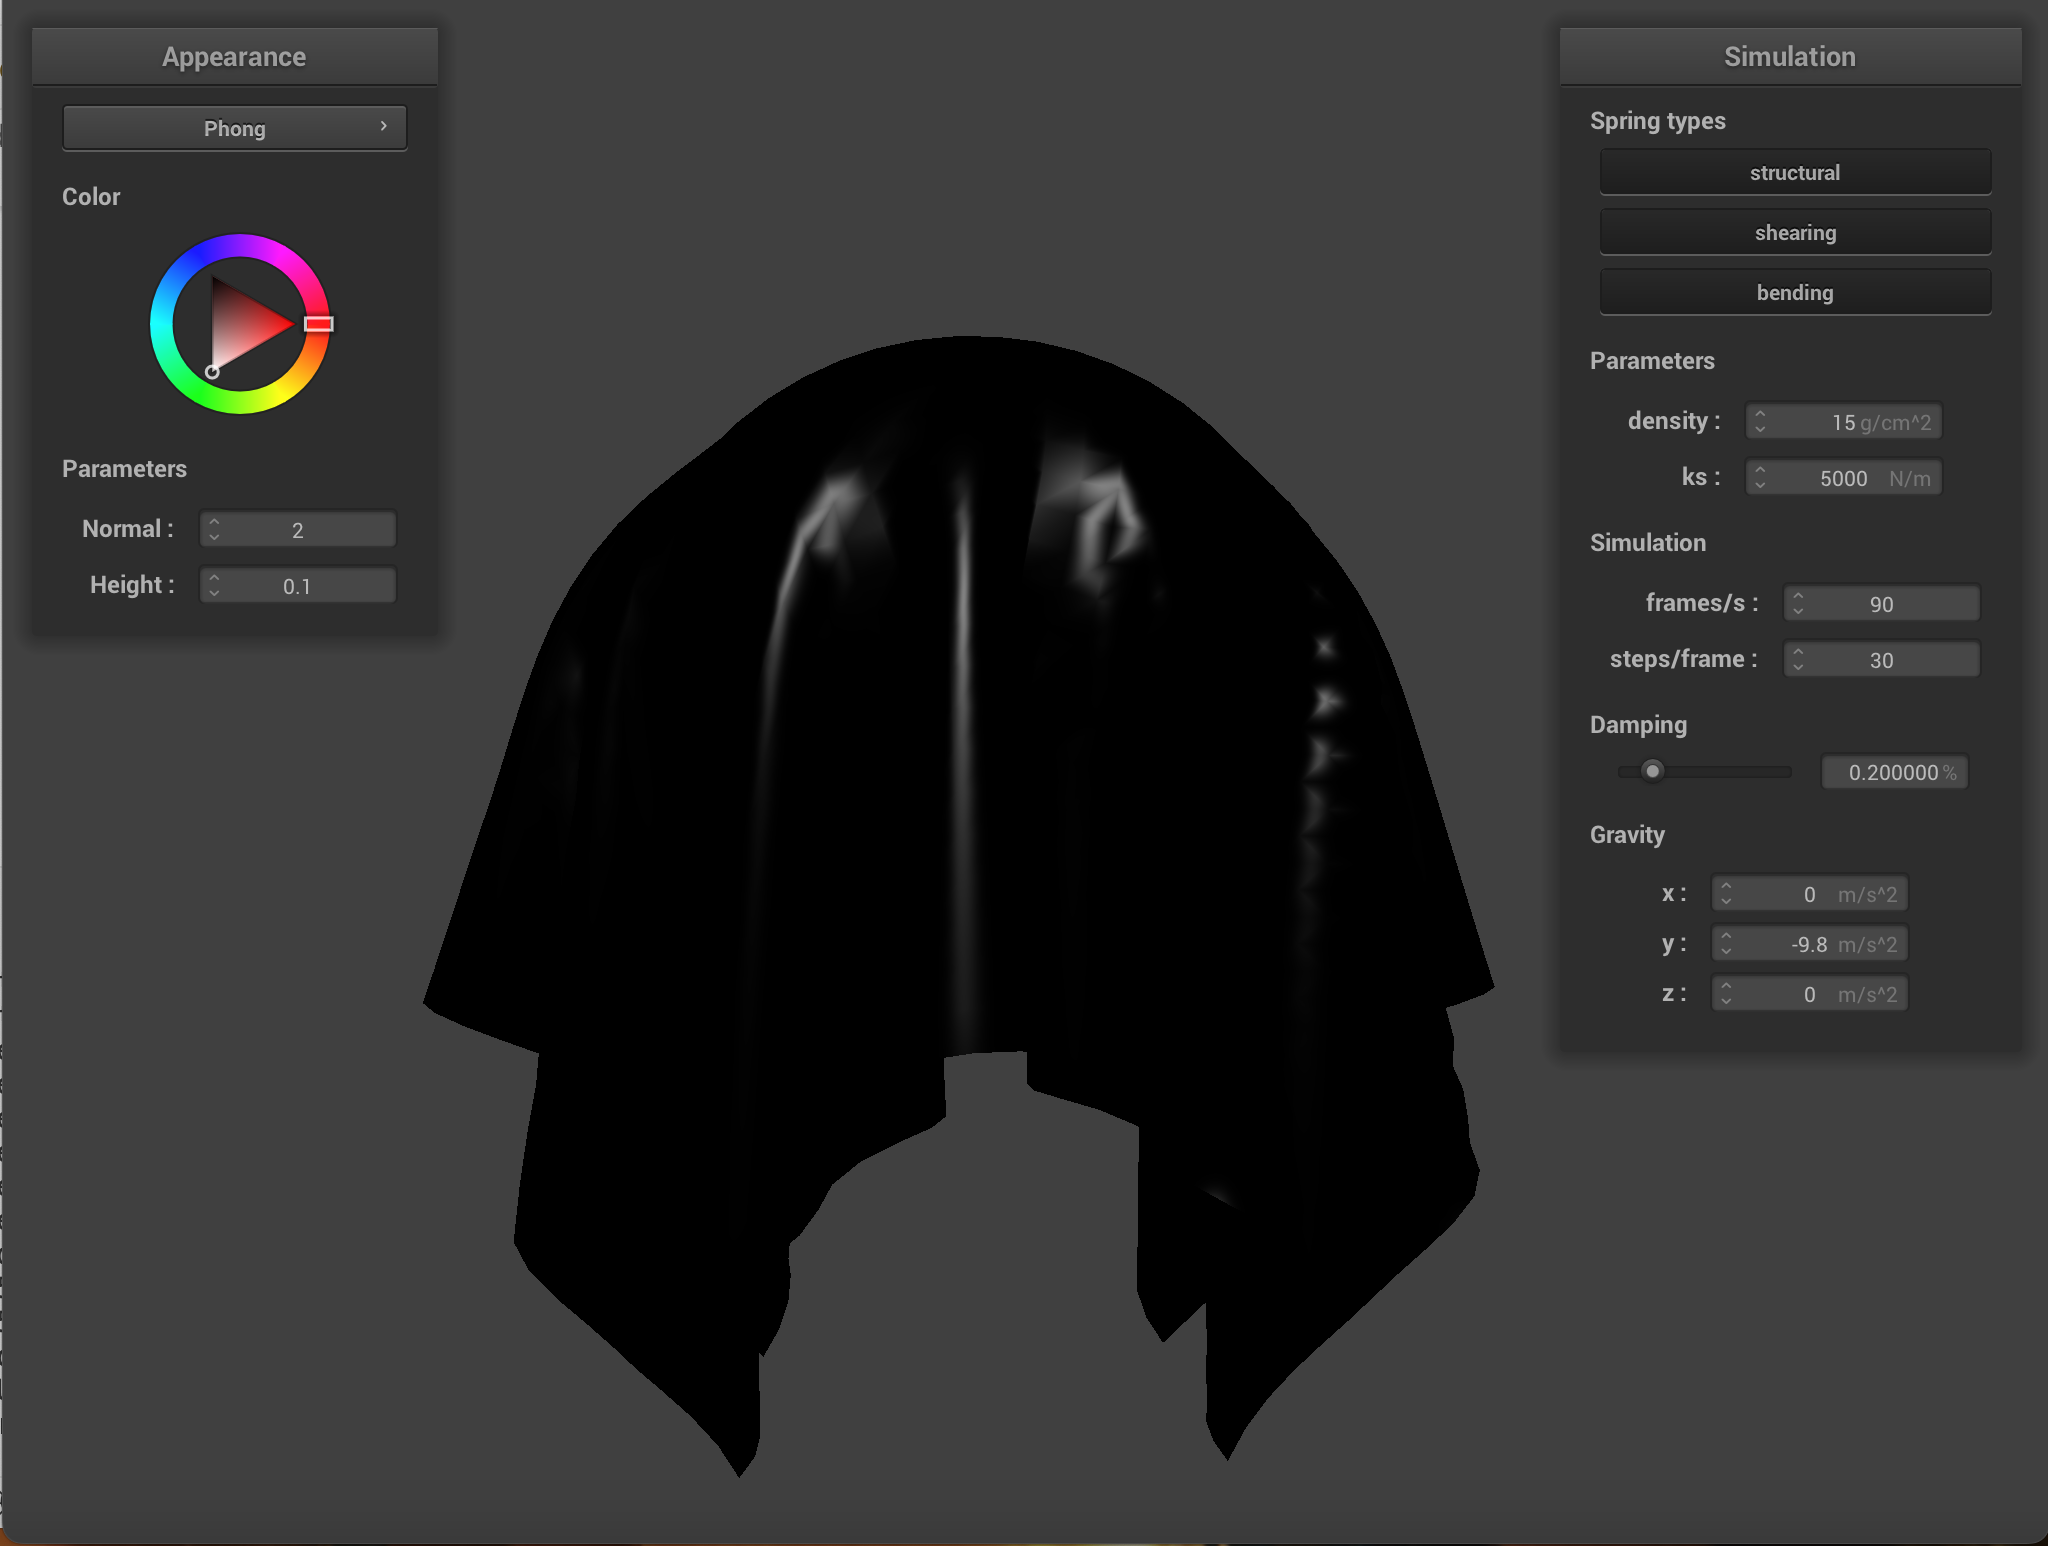 Appearance
Phong
Color
Parameters
Normal : 2
Height : 0.1
Simulation
Spring types
structural
shearing
bending
Parameters
density : 15 g/cm^2
ks : 5000 N/m
Simulation
frames/s : 90
steps/frame : 30
Damping
0.200000 %
Gravity
x : 0 m/s^2
y : -9.8 m/s^2
z : 0 m/s^2